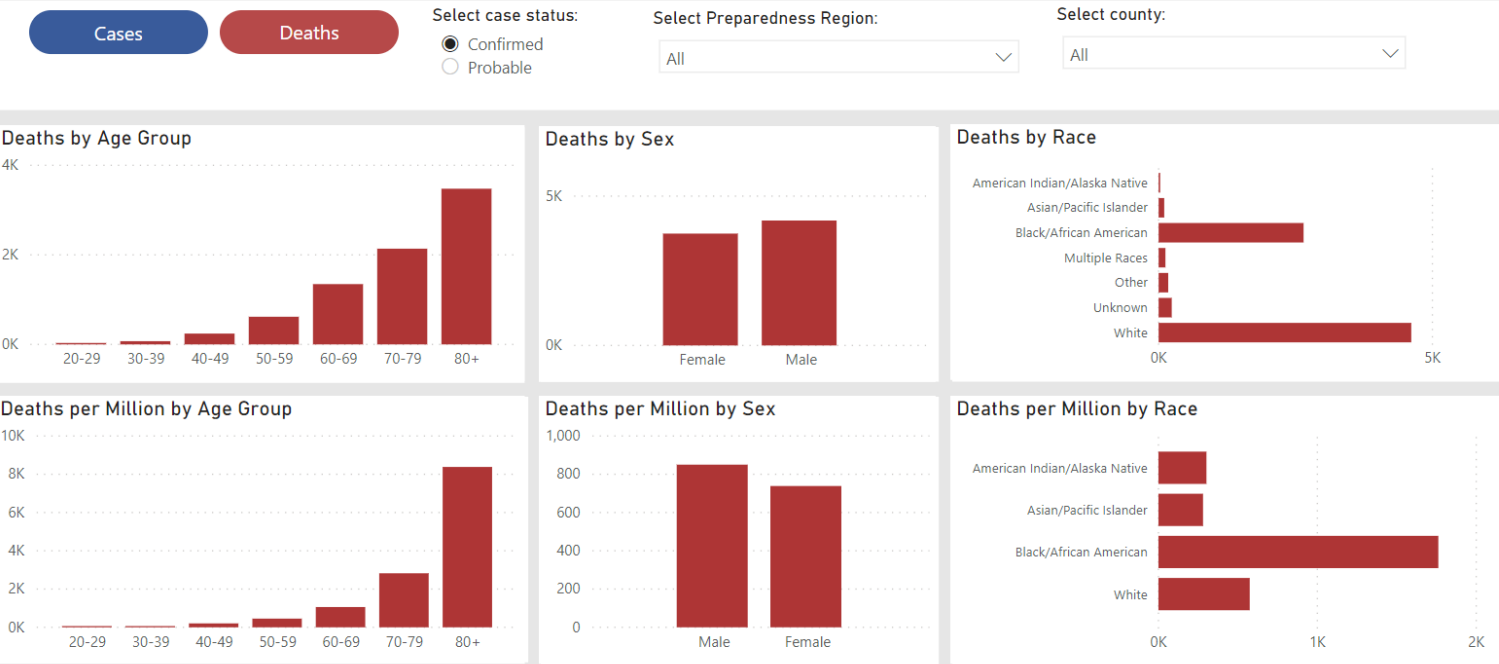 Cases
Deaths
Select case status:
Confirmed
Probable
Select Preparedness Region:
All
Select county:
All
Deaths by Age Group
4K
2K
0K
20-29 30-39 40-49 50-59 60-69 70-79 80+
Deaths by Sex
5K
0K
Female Male
Deaths by Race
American Indian/Alaska Native
Asian/Pacific Islander
Black/African American
Multiple Races
Other
Unknown
White
0K 5K
Deaths per Million by Age Group
10K
8K
6K
4K
2K
0K
20-29 30-39 40-49 50-59 60-69 70-79 80+
Deaths per Million by Sex
1,000
800
600
400
200
0
Male Female
Deaths per Million by Race
American Indian/Alaska Native
Asian/Pacific Islander
Black/African American
White
0K 1K 2K